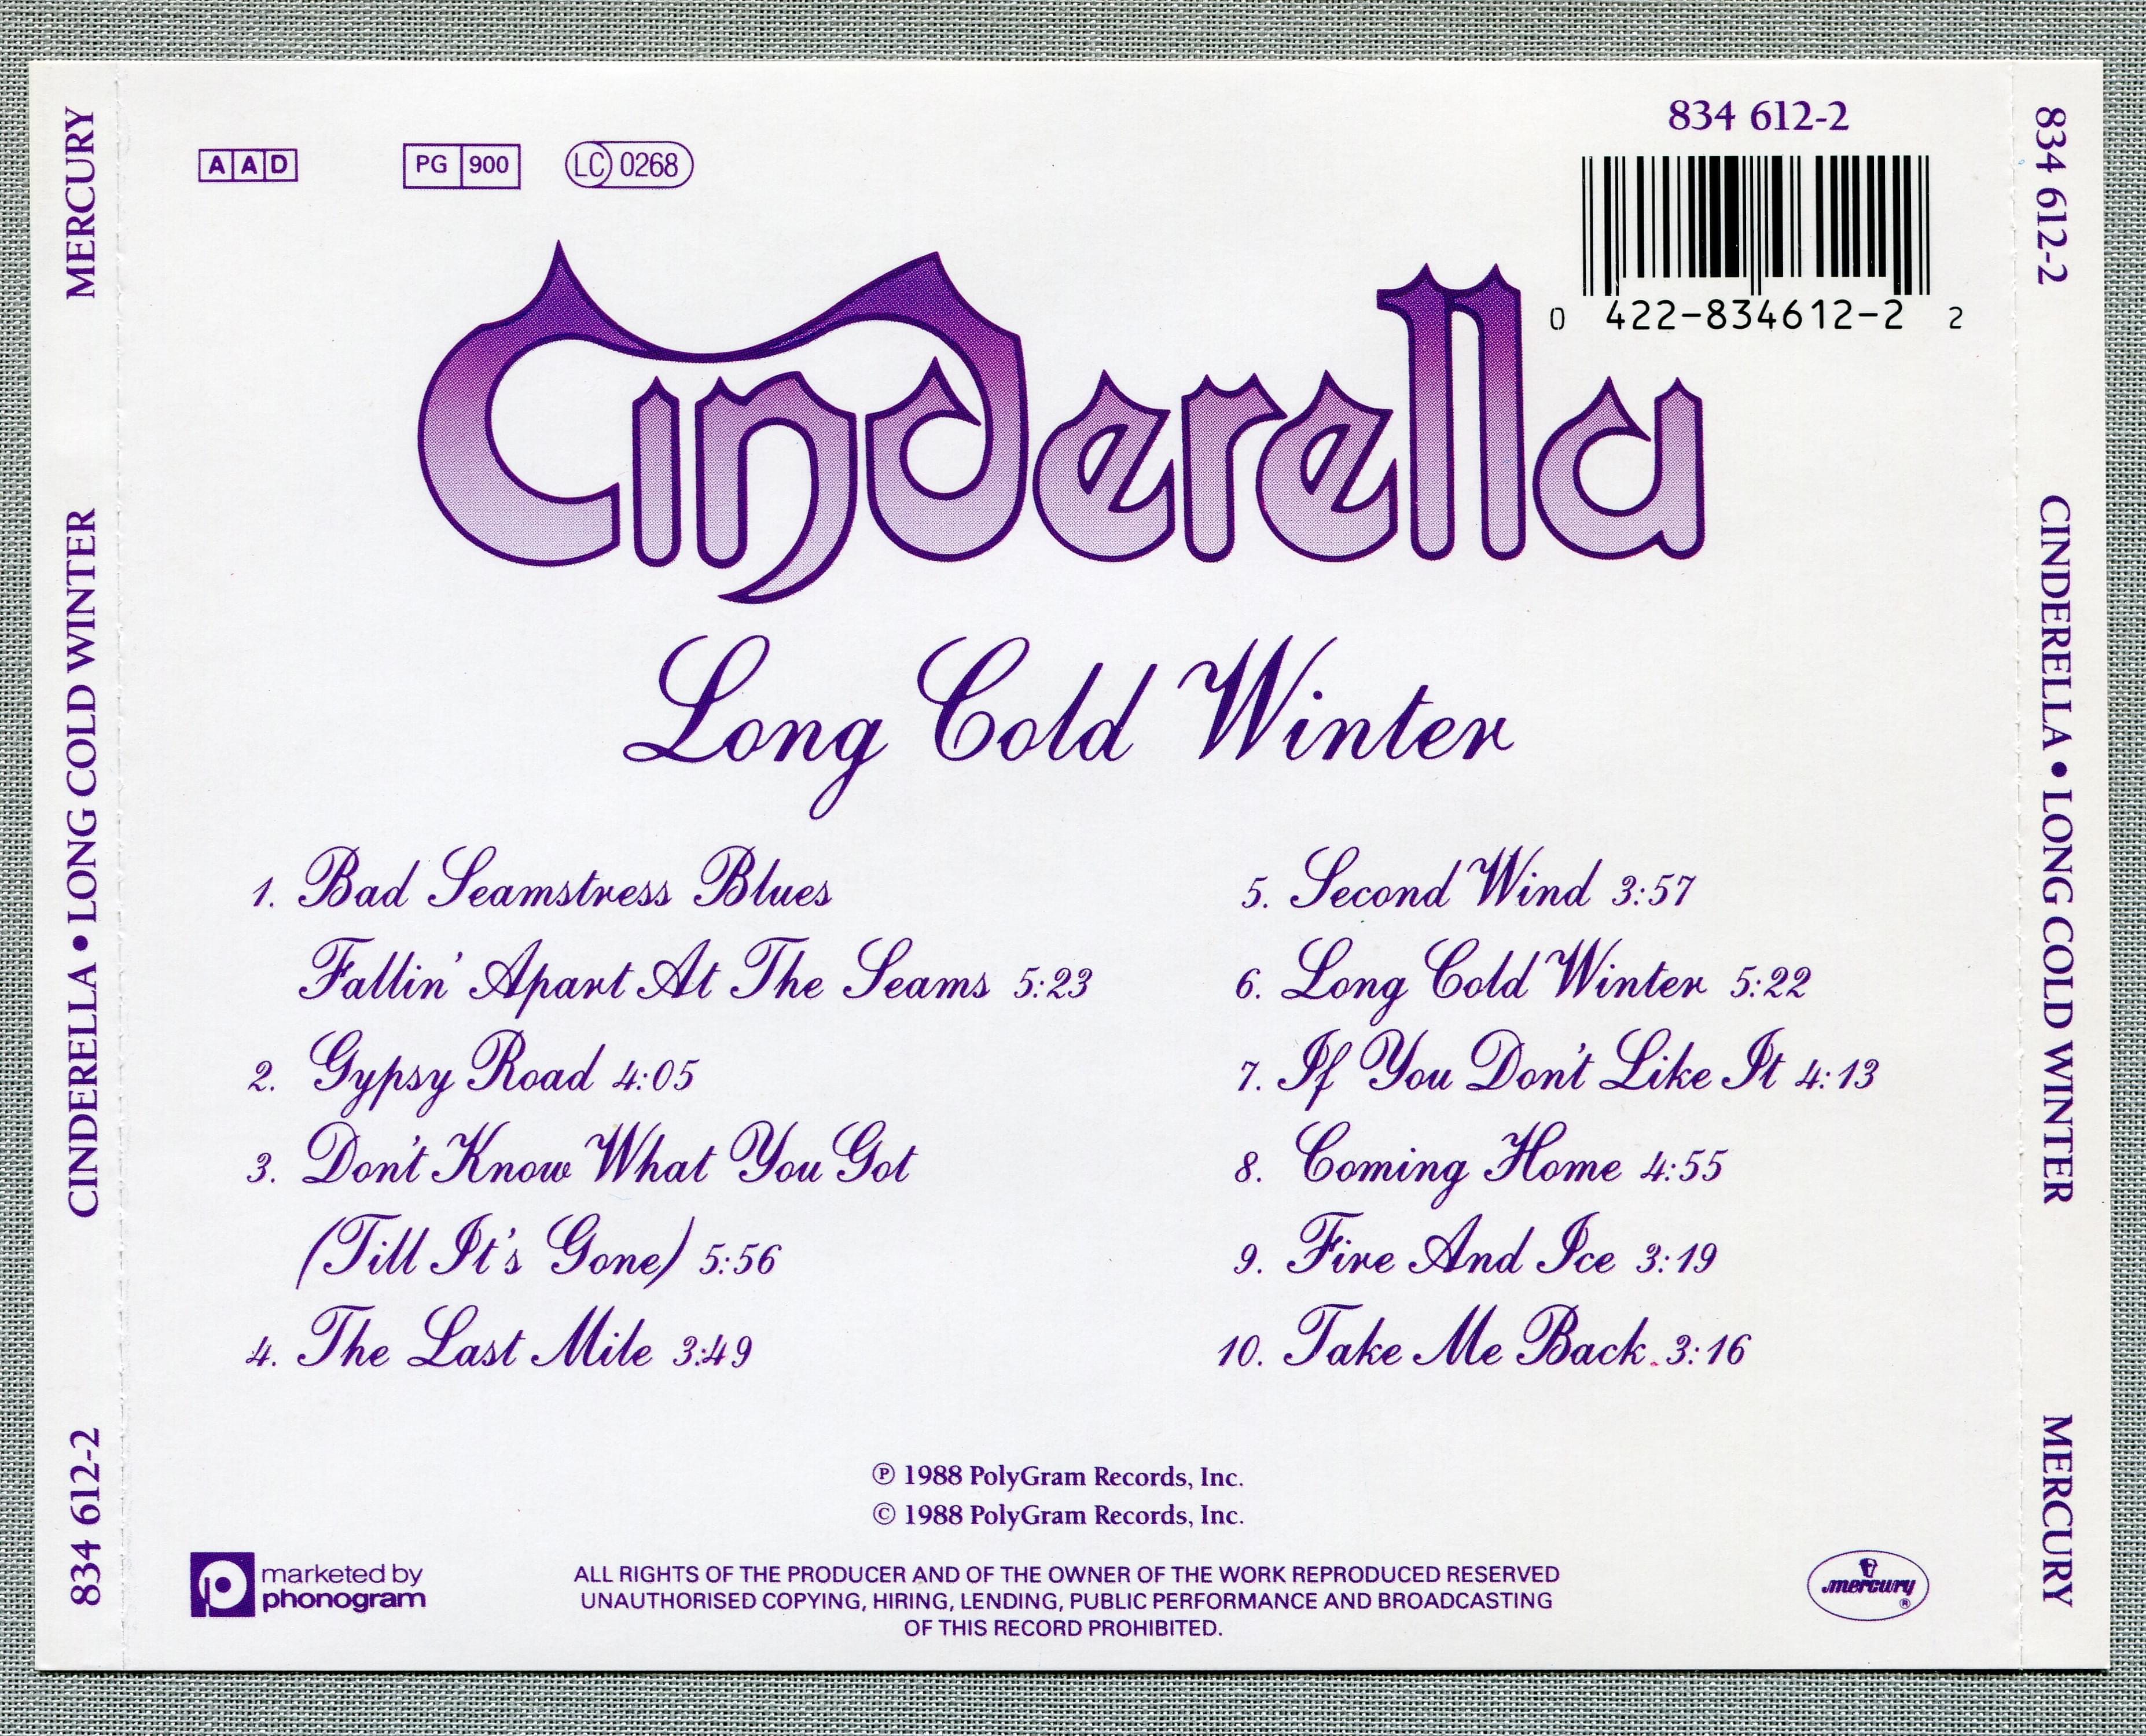 MERCURY
CINDERELLA • LONG COLD WINTER
834 612-2
AAD
PG 900
LC 0268
834 612-2
0 422-834612-2 2
Cinderella
Long Cold Winter
1. Bad Seamstress Blues
Fallin' Apart At The Seams 5:23
2. Gypsy Road 4:05
3. Don't Know What You Got
(Till It's Gone) 5:56
4. The Last Mile 3:49
5. Second Wind 3:57
6. Long Cold Winter 5:22
7. If You Don't Like It 4:13
8. Coming Home 4:55
9. Fire And Ice 3:19
10. Take Me Back 3:16
℗ 1988 PolyGram Records, Inc.
© 1988 PolyGram Records, Inc.
marketed by
phonogram
ALL RIGHTS OF THE PRODUCER AND OF THE OWNER OF THE WORK REPRODUCED RESERVED
UNAUTHORISED COPYING, HIRING, LENDING, PUBLIC PERFORMANCE AND BROADCASTING
OF THIS RECORD PROHIBITED.
mercury ®
834 612-2
CINDERELLA • LONG COLD WINTER
MERCURY